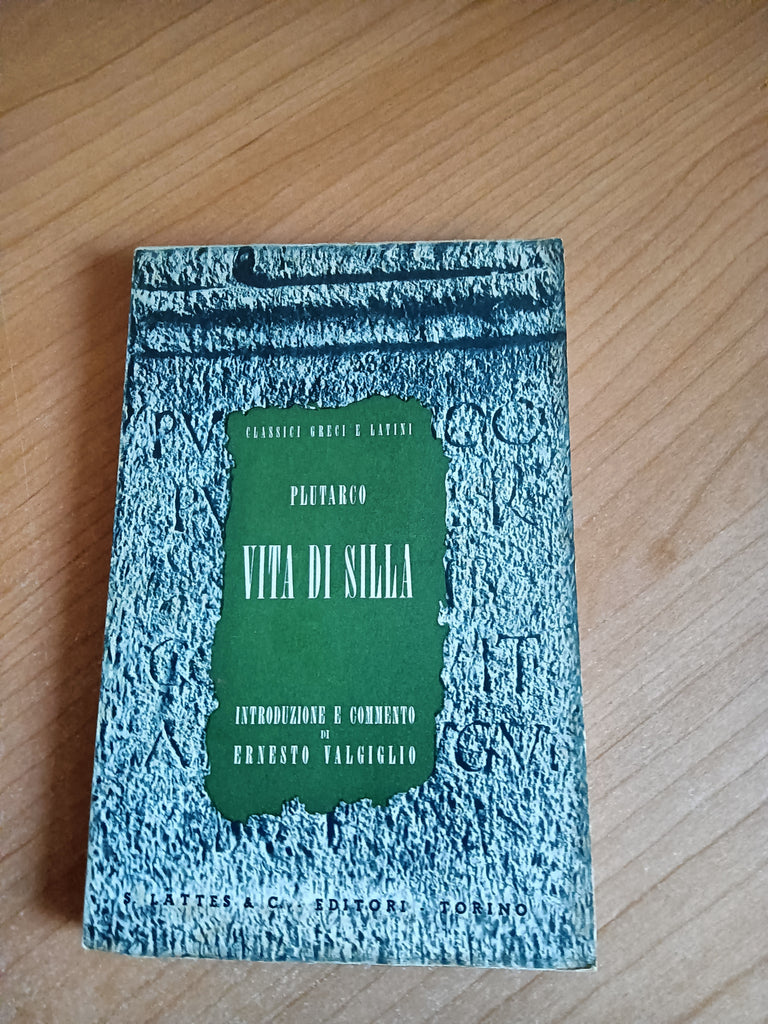 CLASSICI GRECI E LATINI
PLUTARCO
VITA DI SILLA
INTRODUZIONE E COMMENTO
DI
ERNESTO VALGIGLIO
S. LATTES & C. · EDITORI · TORINO